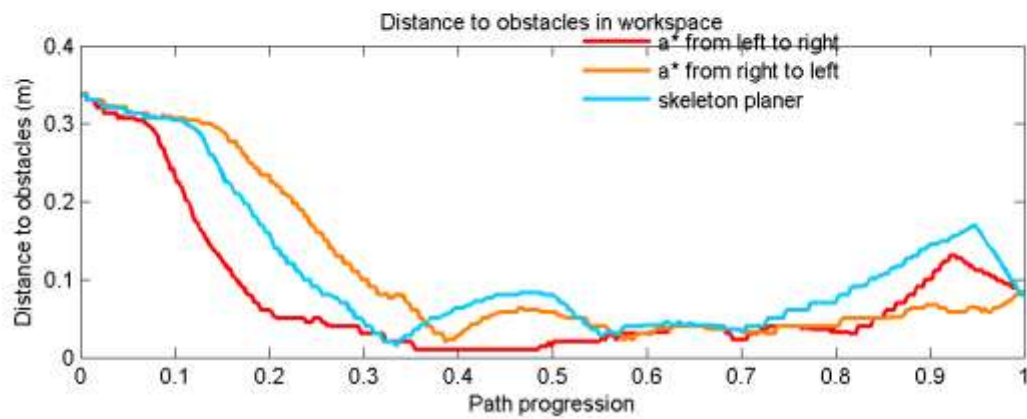 Distance to obstacles in workspace
a* from left to right
a* from right to left
skeleton planer
Distance to obstacles (m)
0.4
0.3
0.2
0.1
0
0 0.1 0.2 0.3 0.4 0.5 0.6 0.7 0.8 0.9 1
Path progression